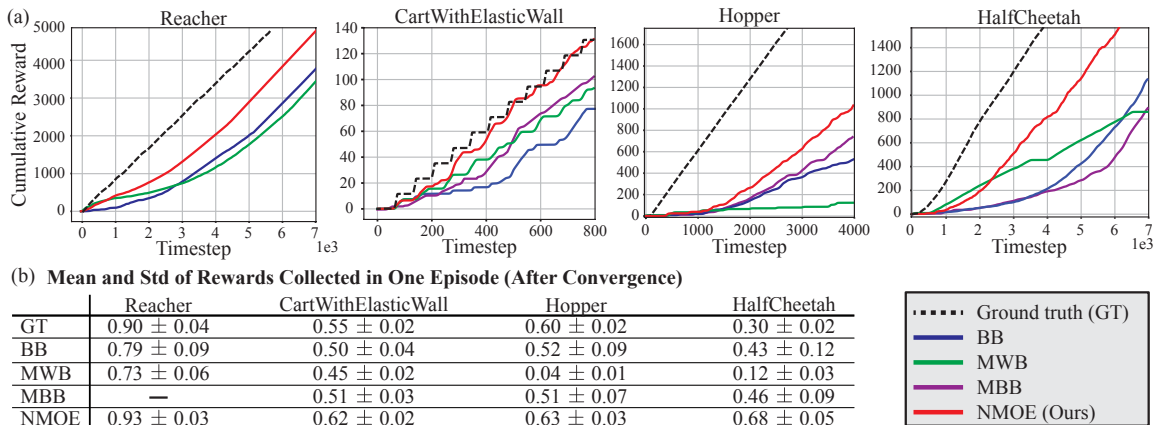 (a)
Reacher
CartWithElasticWall
Hopper
HalfCheetah
Cumulative Reward
5000
4000
3000
2000
1000
0
0 1 2 3 4 5 6 7
1e3
Timestep
140
120
100
80
60
40
20
0
0 200 400 600 800
Timestep
1600
1400
1200
1000
800
600
400
200
0
0 1000 2000 3000 4000
Timestep
1400
1200
1000
800
600
400
200
0
0 1 2 3 4 5 6 7
1e3
Timestep
(b) Mean and Std of Rewards Collected in One Episode (After Convergence)
Reacher CartWithElasticWall Hopper HalfCheetah
GT 0.90 ± 0.04 0.55 ± 0.02 0.60 ± 0.02 0.30 ± 0.02
BB 0.79 ± 0.09 0.50 ± 0.04 0.52 ± 0.09 0.43 ± 0.12
MWB 0.73 ± 0.06 0.45 ± 0.02 0.04 ± 0.01 0.12 ± 0.03
MBB — 0.51 ± 0.03 0.51 ± 0.07 0.46 ± 0.09
NMOE 0.93 ± 0.03 0.62 ± 0.02 0.63 ± 0.03 0.68 ± 0.05
Ground truth (GT)
BB
MWB
MBB
NMOE (Ours)